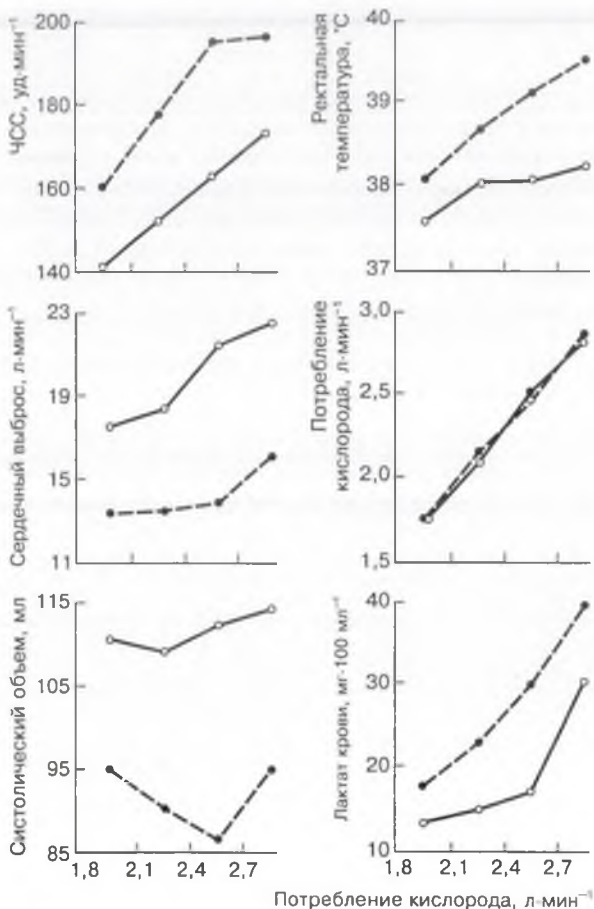 ЧСС, уд·мин⁻¹
200
180
160
140
Ректальная
температура, °C
40
39
38
37
Сердечный выброс, л·мин⁻¹
23
19
15
11
Потребление
кислорода, л·мин⁻¹
3,0
2,5
2,0
1,5
Систолический объем, мл
115
105
95
85
1,8 2,1 2,4 2,7
Лактат крови, мг·100 мл⁻¹
40
30
20
10
1,8 2,1 2,4 2,7
Потребление кислорода, л·мин⁻¹